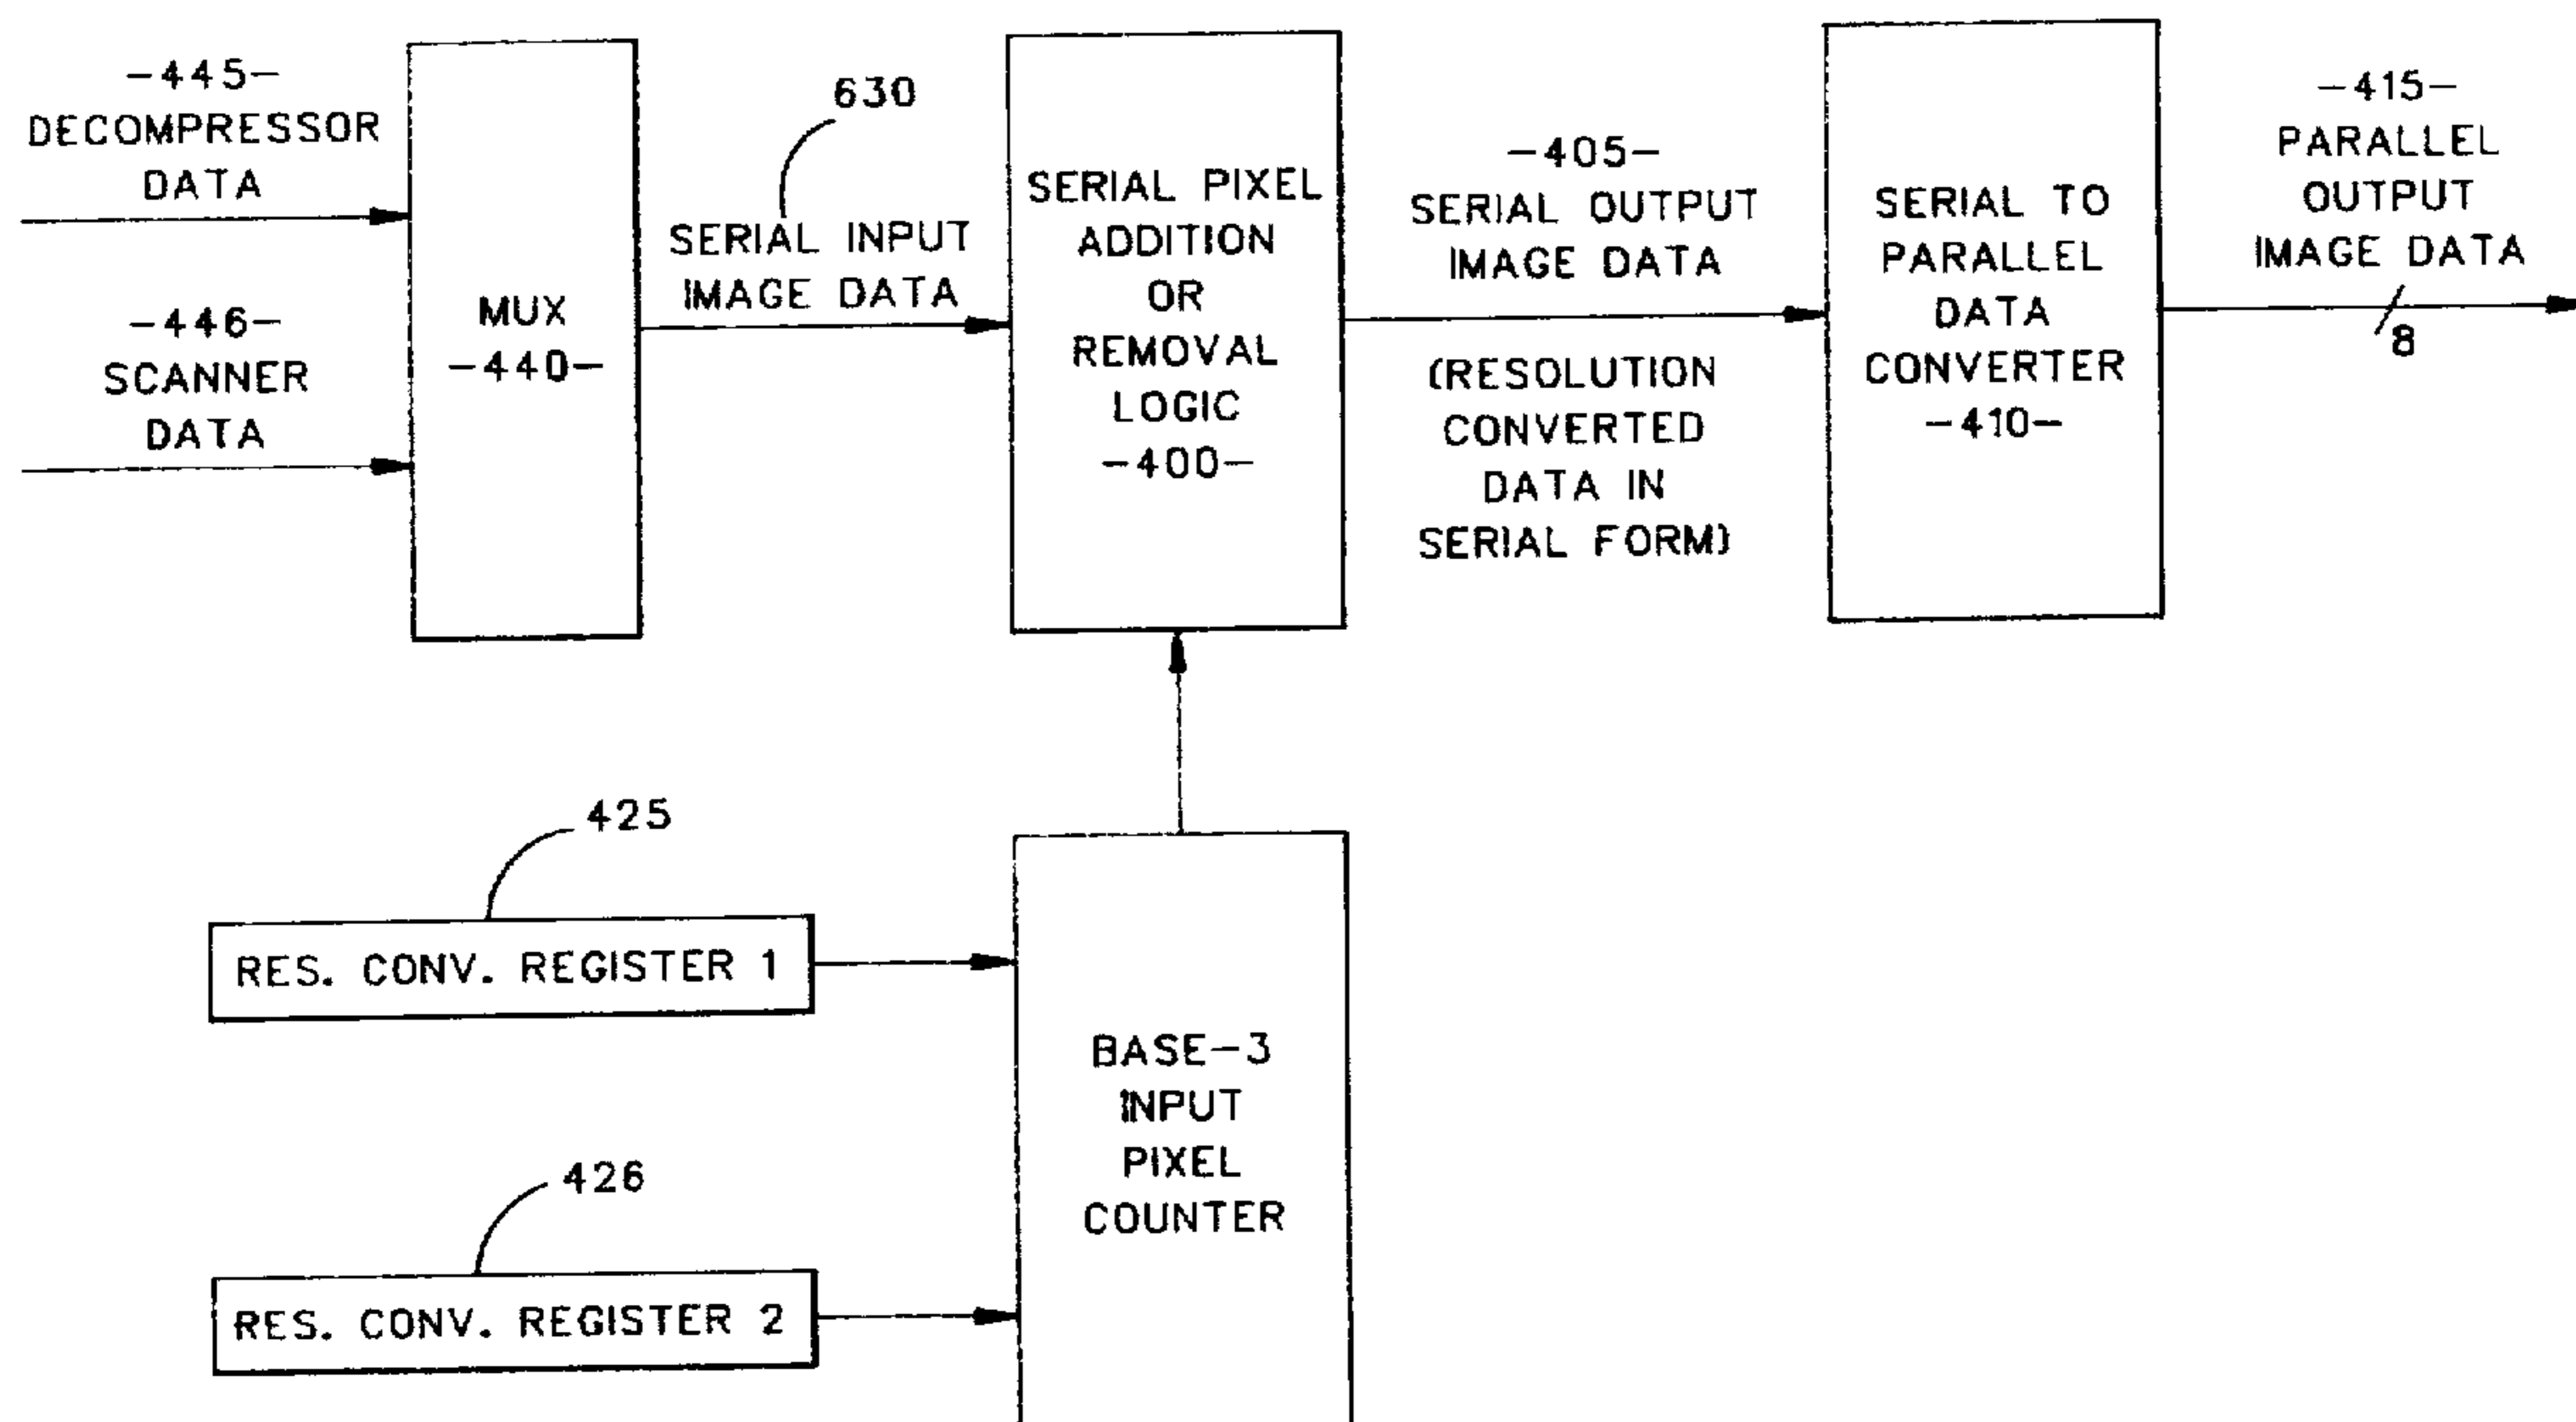 -445-
DECOMPRESSOR
DATA
-446-
SCANNER
DATA
MUX
-440-
630
SERIAL INPUT
IMAGE DATA
SERIAL PIXEL
ADDITION
OR
REMOVAL
LOGIC
-400-
-405-
SERIAL OUTPUT
IMAGE DATA
(RESOLUTION
CONVERTED
DATA IN
SERIAL FORM)
SERIAL TO
PARALLEL
DATA
CONVERTER
-410-
-415-
PARALLEL
OUTPUT
IMAGE DATA
8
425
RES. CONV. REGISTER 1
426
RES. CONV. REGISTER 2
BASE-3
INPUT
PIXEL
COUNTER